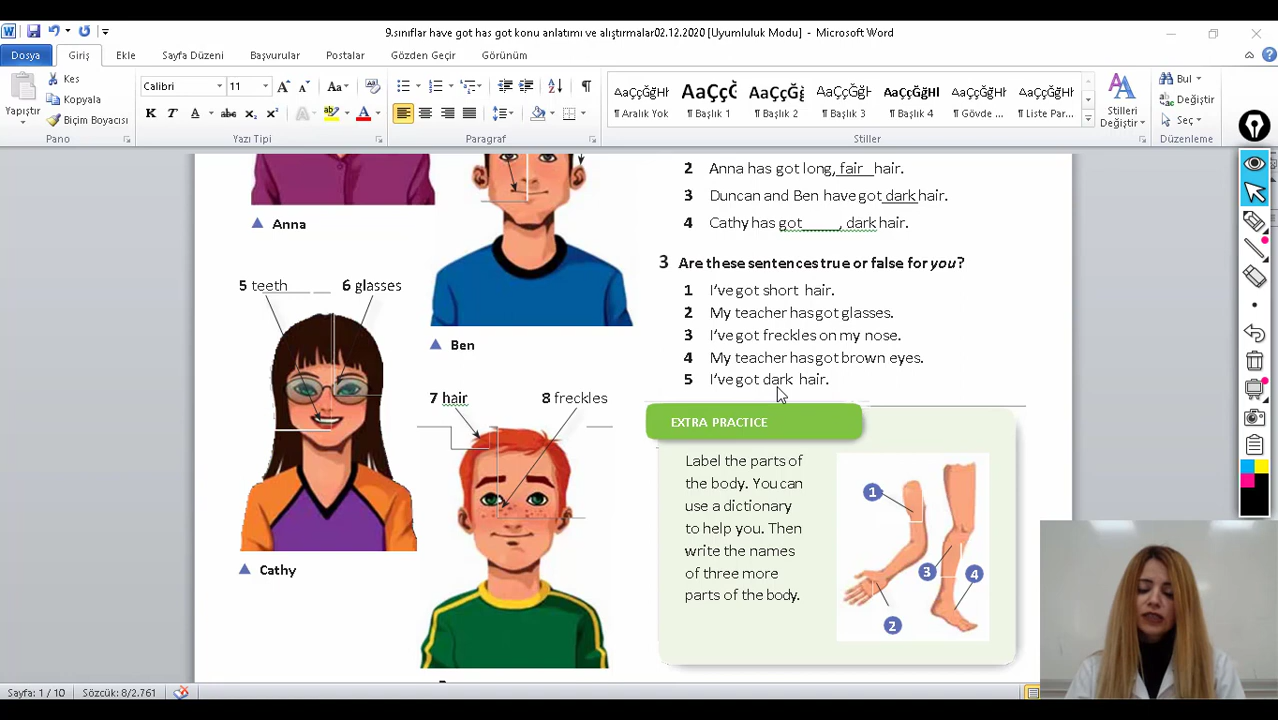 9.sınıflar have got has got konu anlatımı ve alıştırmalar02.12.2020 [Uyumluluk Modu] - Microsoft Word
Dosya Giriş Ekle Sayfa Düzeni Başvurular Postalar Gözden Geçir Görünüm
Yapıştır
Kes
Kopyala
Biçim Boyacısı
Pano
Calibri 11
Yazı Tipi
Paragraf
AaÇçĞğHl AaÇçĞ AaÇçĞğ AaÇçĞğHl AaÇçĞğHl AaÇçĞğHl AaÇçĞğHl
¶ Aralık Yok ¶ Başlık 1 ¶ Başlık 2 ¶ Başlık 3 ¶ Başlık 4 ¶ Gövde ... ¶ Liste Par...
Stilleri
Değiştir
Stiller
Bul
Değiştir
Seç
Düzenleme
Anna
5 teeth
6 glasses
Ben
7 hair
8 freckles
Cathy
2 Anna has got long, fair hair.
3 Duncan and Ben have got dark hair.
4 Cathy has got_____, dark hair.
3 Are these sentences true or false for you?
1 I've got short hair.
2 My teacher has got glasses.
3 I've got freckles on my nose.
4 My teacher has got brown eyes.
5 I've got dark hair.
EXTRA PRACTICE
Label the parts of
the body. You can
use a dictionary
to help you. Then
write the names
of three more
parts of the body.
1
2
3
4
Sayfa: 1 / 10 Sözcük: 8/2.761